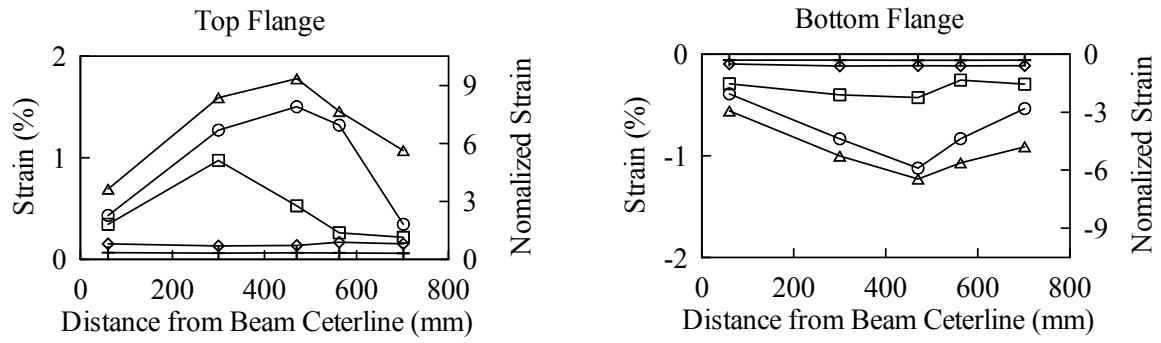 Top Flange
2
1
0
Strain (%)
9
6
3
0
Nomalized Strain
0 200 400 600 800
Distance from Beam Ceterline (mm)
Bottom Flange
0
-1
-2
Strain (%)
0
-3
-6
-9
Nomalized Strain
0 200 400 600 800
Distance from Beam Ceterline (mm)